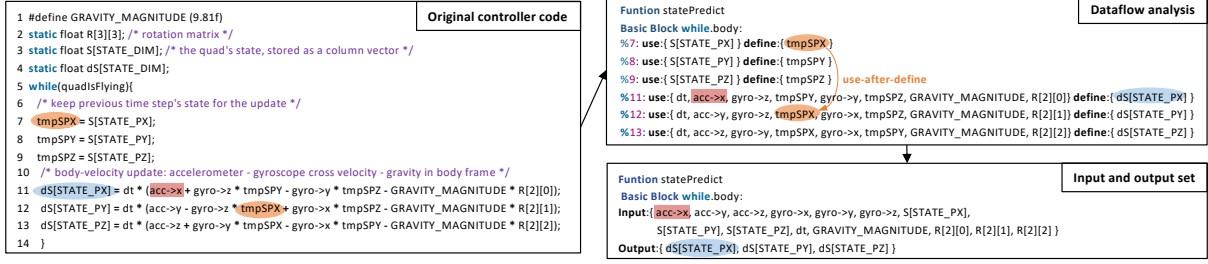 Original controller code
1 #define GRAVITY_MAGNITUDE (9.81f)
2 static float R[3][3]; /* rotation matrix */
3 static float S[STATE_DIM]; /* the quad's state, stored as a column vector */
4 static float dS[STATE_DIM];
5 while(quadIsFlying){
6 /* keep previous time step's state for the update */
7 tmpSPX = S[STATE_PX];
8 tmpSPY = S[STATE_PY];
9 tmpSPZ = S[STATE_PZ];
10 /* body-velocity update: accelerometer - gyroscope cross velocity - gravity in body frame */
11 dS[STATE_PX] = dt * (acc->x + gyro->z * tmpSPY - gyro->y * tmpSPZ - GRAVITY_MAGNITUDE * R[2][0]);
12 dS[STATE_PY] = dt * (acc->y - gyro->z * tmpSPX + gyro->x * tmpSPZ - GRAVITY_MAGNITUDE * R[2][1]);
13 dS[STATE_PZ] = dt * (acc->z + gyro->y * tmpSPX - gyro->x * tmpSPY - GRAVITY_MAGNITUDE * R[2][2]);
14 }
Dataflow analysis
Funtion statePredict
Basic Block while.body:
%7: use:{ S[STATE_PX] } define:{ tmpSPX }
%8: use:{ S[STATE_PY] } define:{ tmpSPY }
%9: use:{ S[STATE_PZ] } define:{ tmpSPZ }
use-after-define
%11: use:{ dt, acc->x, gyro->z, tmpSPY, gyro->y, tmpSPZ, GRAVITY_MAGNITUDE, R[2][0]} define:{ dS[STATE_PX] }
%12: use:{ dt, acc->y, gyro->z, tmpSPX, gyro->x, tmpSPZ, GRAVITY_MAGNITUDE, R[2][1]} define:{ dS[STATE_PY] }
%13: use:{ dt, acc->z, gyro->y, tmpSPX, gyro->x, tmpSPY, GRAVITY_MAGNITUDE, R[2][2]} define:{ dS[STATE_PZ] }
Input and output set
Funtion statePredict
Basic Block while.body:
Input:{ acc->x, acc->y, acc->z, gyro->x, gyro->y, gyro->z, S[STATE_PX],
S[STATE_PY], S[STATE_PZ], dt, GRAVITY_MAGNITUDE, R[2][0], R[2][1], R[2][2] }
Output:{ dS[STATE_PX], dS[STATE_PY], dS[STATE_PZ] }